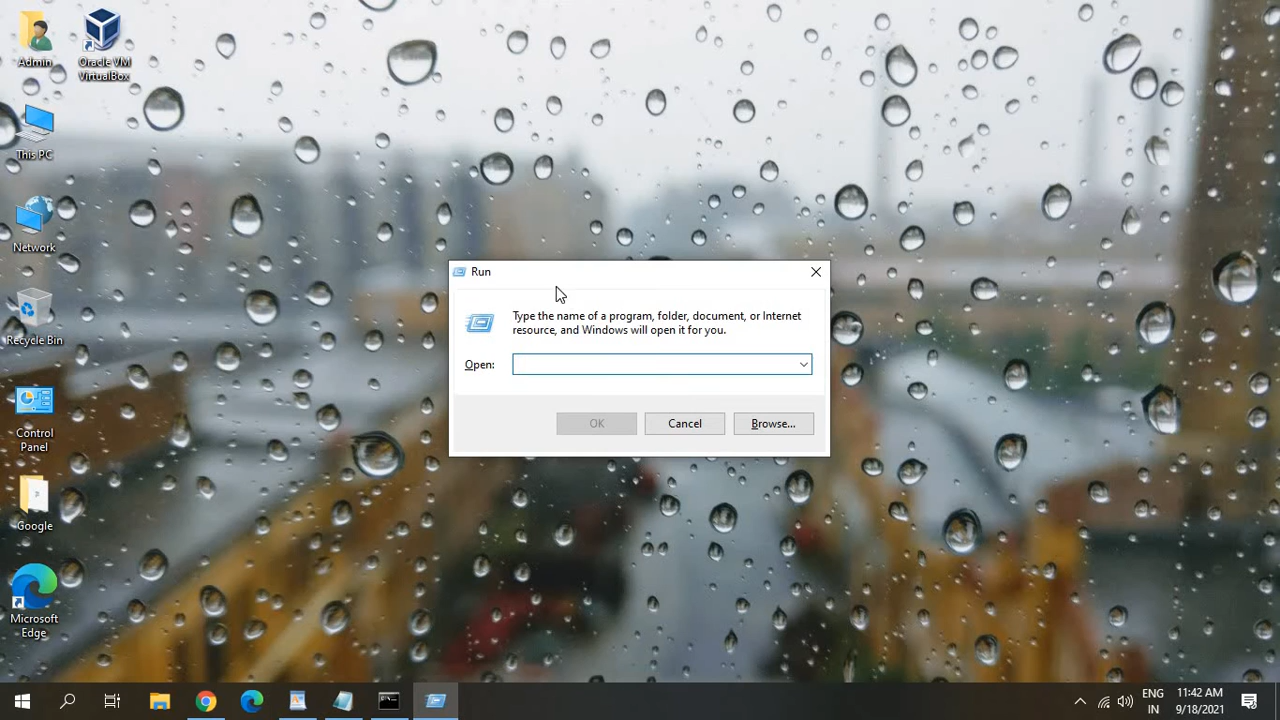 Admin
Oracle VM
VirtualBox
This PC
Network
Recycle Bin
Control
Panel
Google
Microsoft
Edge
Run
Type the name of a program, folder, document, or Internet
resource, and Windows will open it for you.
Open:
OK
Cancel
Browse...
ENG
IN
11:42 AM
9/18/2021